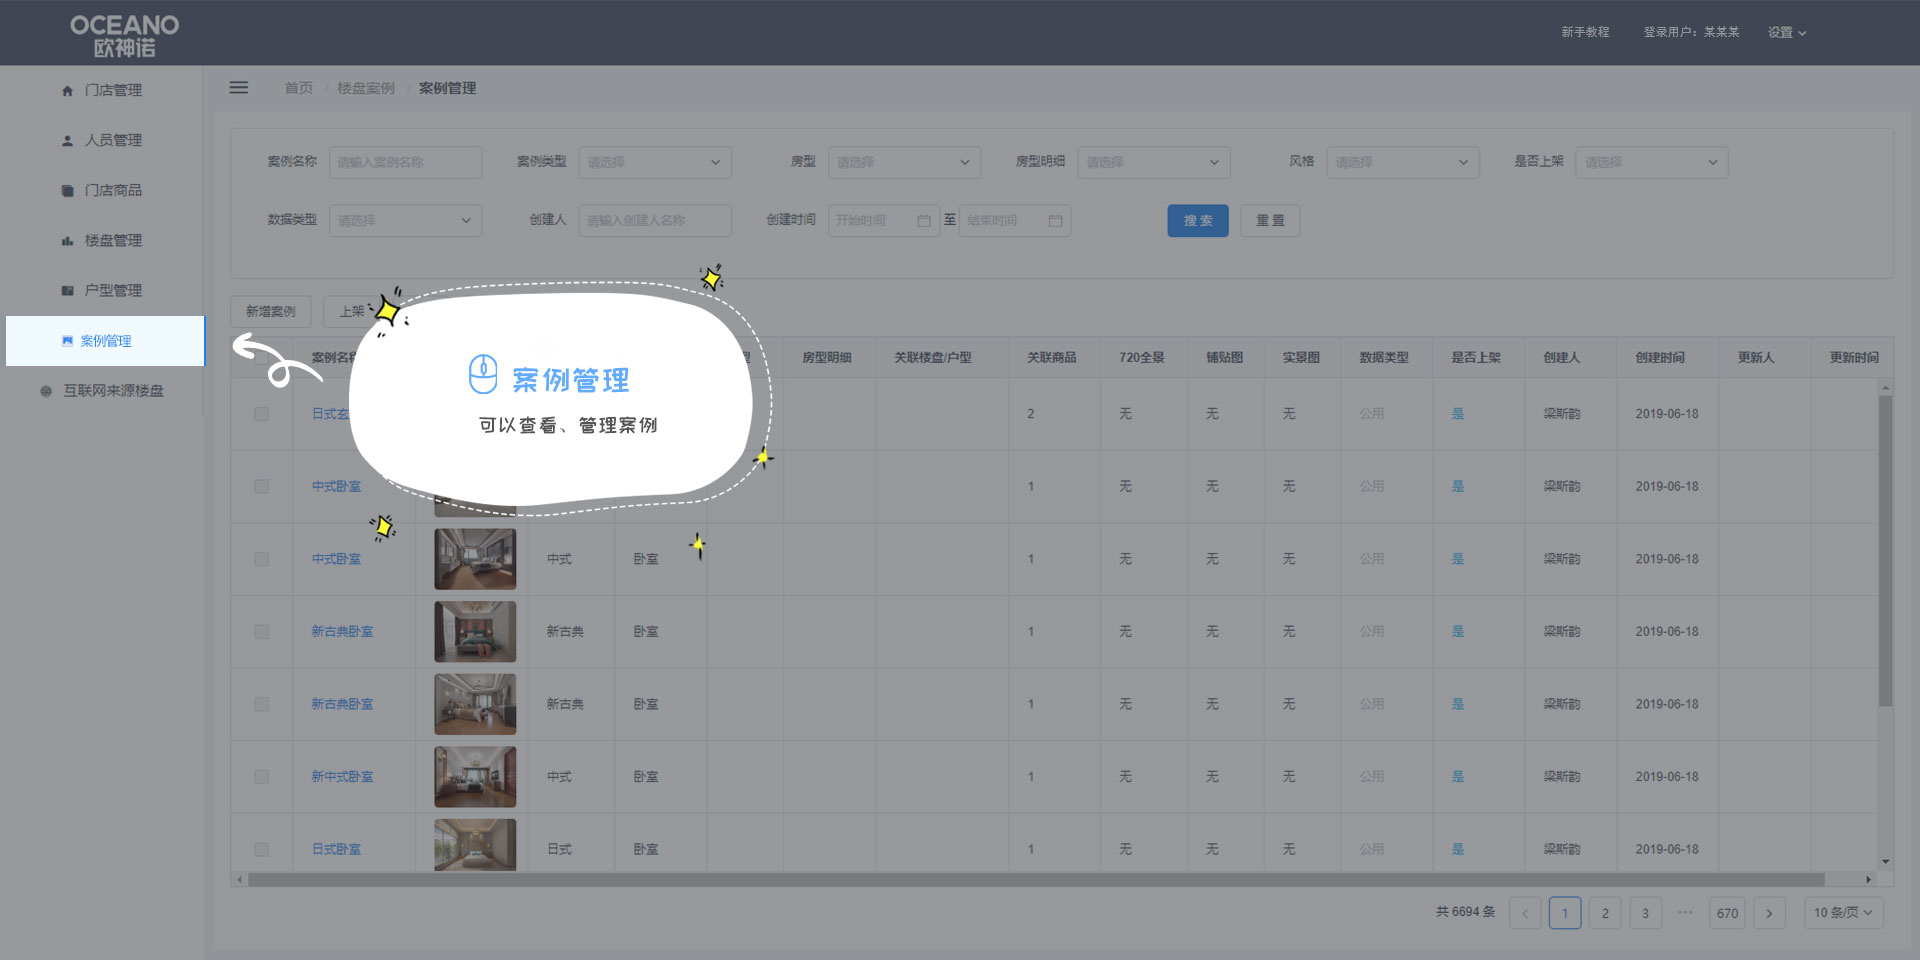 OCEANO
欧神诺
新手教程 登录用户：某某某 设置
门店管理
人员管理
门店商品
楼盘管理
户型管理
案例管理
互联网来源楼盘
首页 / 楼盘案例 / 案例管理
案例名称 请输入案例名称 案例类型 请选择 房型 请选择 房型明细 请选择 风格 请选择 是否上架 请选择
数据类型 请选择 创建人 请输入创建人名称 创建时间 开始时间 至 结束时间 搜索 重置
新增案例 上架
案例管理
可以查看、管理案例
案例名 房型明细 关联楼盘/户型 关联商品 720全景 铺贴图 实景图 数据类型 是否上架 创建人 创建时间 更新人 更新时间
日式玄 2 无 无 无 公用 是 梁斯韵 2019-06-18
中式卧室 1 无 无 无 公用 是 梁斯韵 2019-06-18
中式卧室 中式 卧室 1 无 无 无 公用 是 梁斯韵 2019-06-18
新古典卧室 新古典 卧室 1 无 无 无 公用 是 梁斯韵 2019-06-18
新古典卧室 新古典 卧室 1 无 无 无 公用 是 梁斯韵 2019-06-18
新中式卧室 中式 卧室 1 无 无 无 公用 是 梁斯韵 2019-06-18
日式卧室 日式 卧室 1 无 无 无 公用 是 梁斯韵 2019-06-18
共 6694 条 < 1 2 3 ··· 670 > 10 条/页